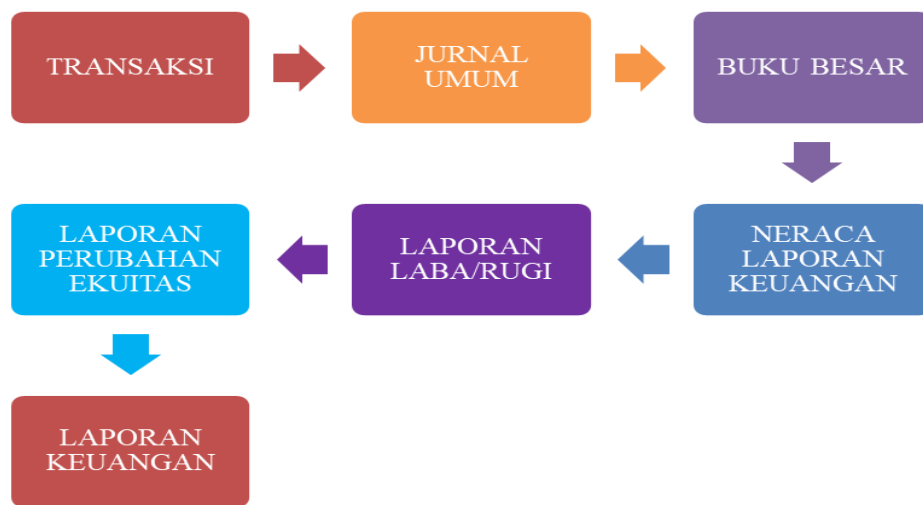 TRANSAKSI
JURNAL
UMUM
BUKU BESAR
NERACA
LAPORAN
KEUANGAN
LAPORAN
LABA/RUGI
LAPORAN
PERUBAHAN
EKUITAS
LAPORAN
KEUANGAN